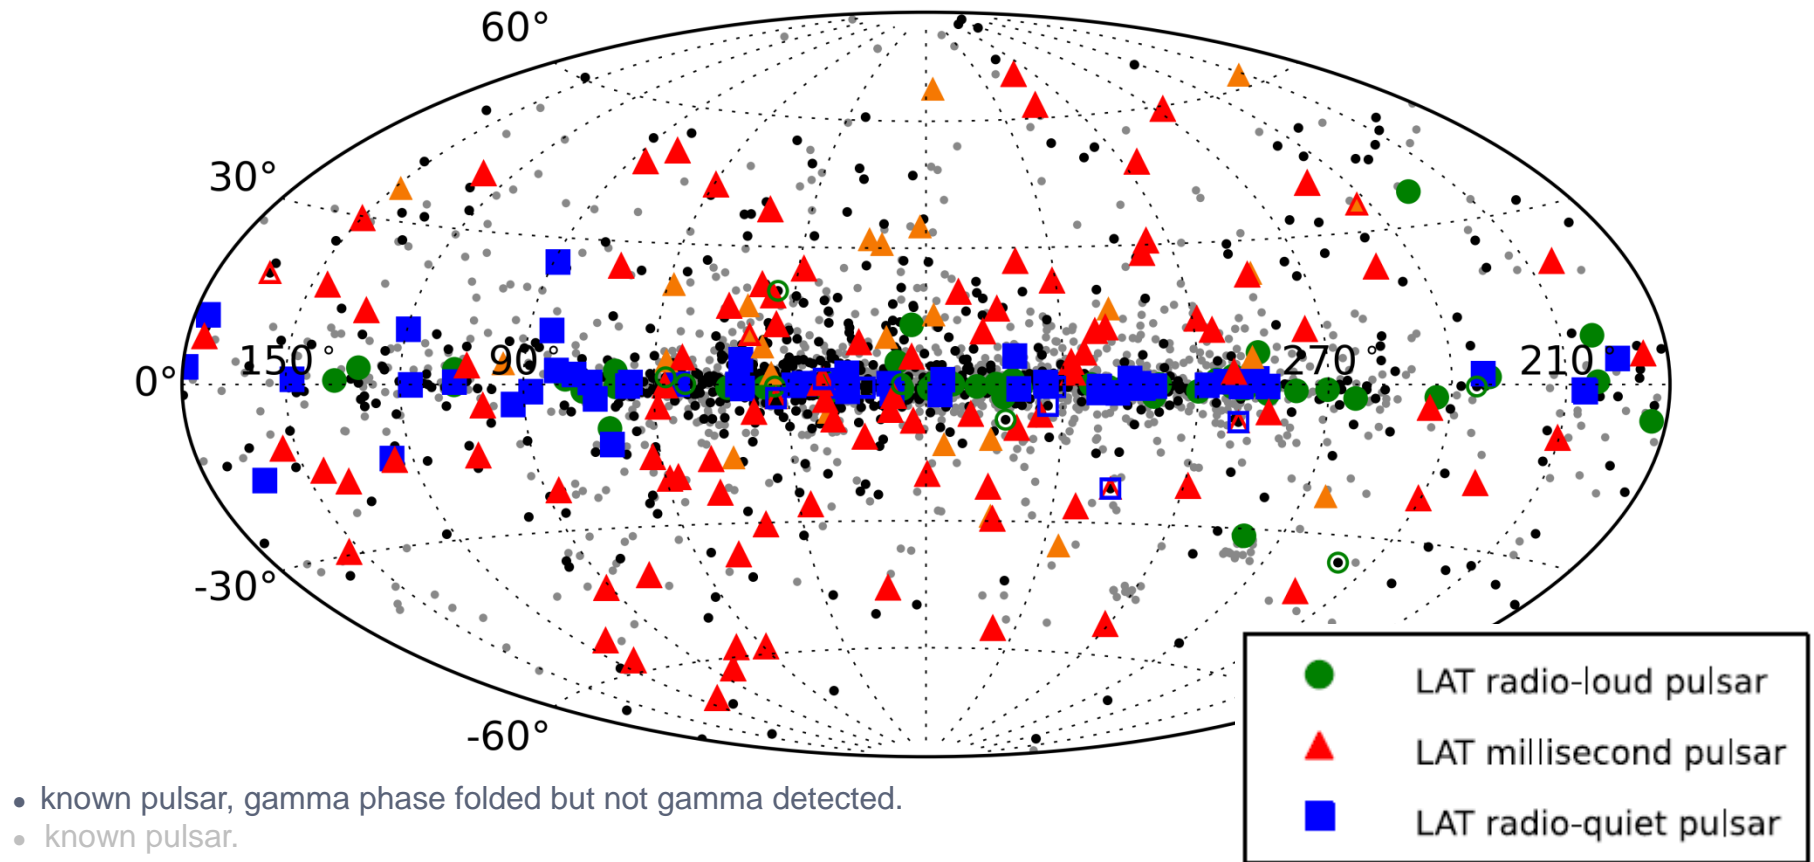 60°
30°
150° 90° 270° 210°
0°
-30°
-60°
LAT radio-loud pulsar
LAT millisecond pulsar
LAT radio-quiet pulsar
• known pulsar, gamma phase folded but not gamma detected.
• known pulsar.